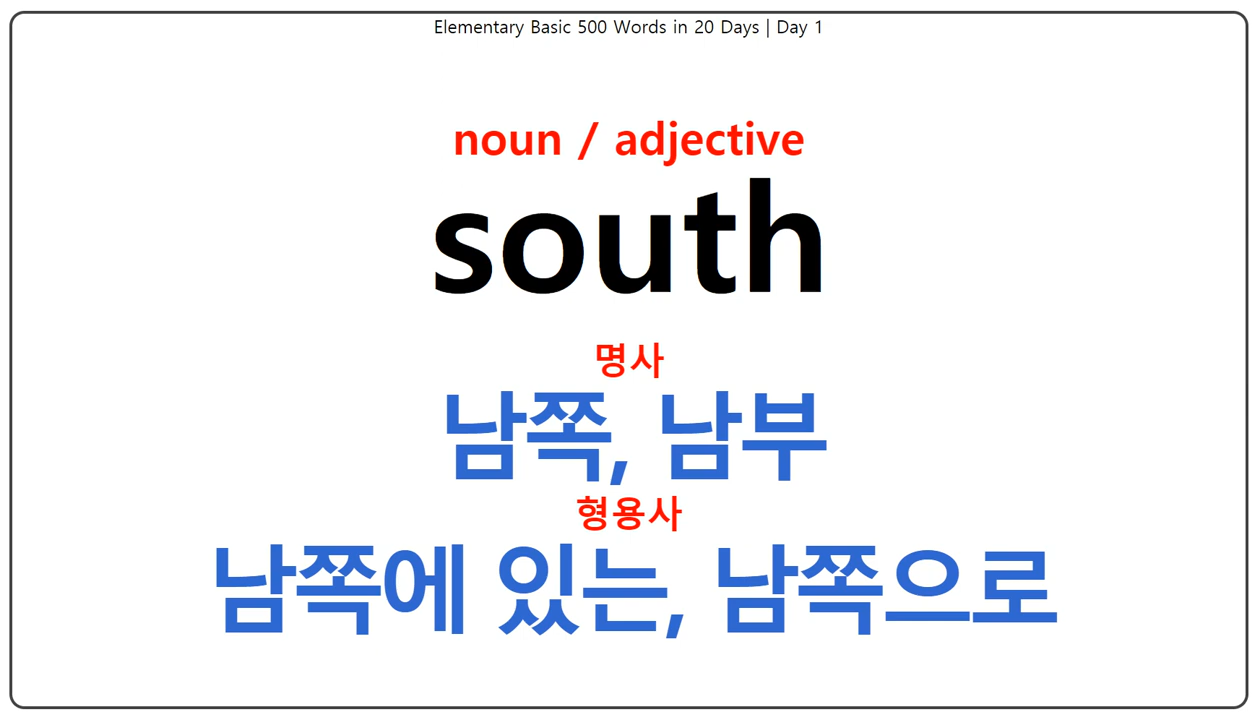 Elementary Basic 500 Words in 20 Days | Day 1
noun / adjective
south
명사
남쪽, 남부
형용사
남쪽에 있는, 남쪽으로